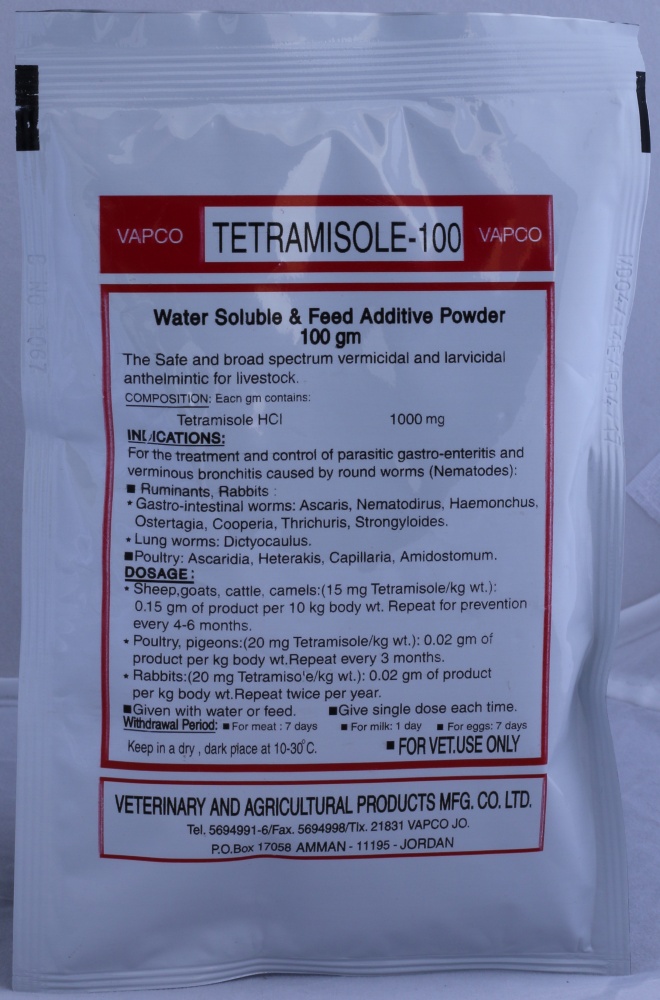 VAPCO TETRAMISOLE-100 VAPCO
Water Soluble & Feed Additive Powder
100 gm
The Safe and broad spectrum vermicidal and larvicidal
anthelmintic for livestock.
COMPOSITION: Each gm contains:
Tetramisole HCl 1000 mg
INDICATIONS:
For the treatment and control of parasitic gastro-enteritis and
verminous bronchitis caused by round worms (Nematodes):
■ Ruminants, Rabbits :
* Gastro-intestinal worms: Ascaris, Nematodirus, Haemonchus,
Ostertagia, Cooperia, Thrichuris, Strongyloides.
* Lung worms: Dictyocaulus.
■Poultry: Ascaridia, Heterakis, Capillaria, Amidostomum.
DOSAGE:
* Sheep,goats, cattle, camels:(15 mg Tetramisole/kg wt.):
0.15 gm of product per 10 kg body wt. Repeat for prevention
every 4-6 months.
* Poultry, pigeons:(20 mg Tetramisole/kg wt.): 0.02 gm of
product per kg body wt.Repeat every 3 months.
* Rabbits:(20 mg Tetramisole/kg wt.): 0.02 gm of product
per kg body wt.Repeat twice per year.
■Given with water or feed. ■Give single dose each time.
Withdrawal Period: ■ For meat : 7 days ■ For milk: 1 day ■ For eggs: 7 days
Keep in a dry , dark place at 10-30°C. ■ FOR VET.USE ONLY
VETERINARY AND AGRICULTURAL PRODUCTS MFG. CO. LTD.
Tel. 5694991-6/Fax. 5694998/Tlx. 21831 VAPCO JO.
P.O.Box 17058 AMMAN - 11195 - JORDAN